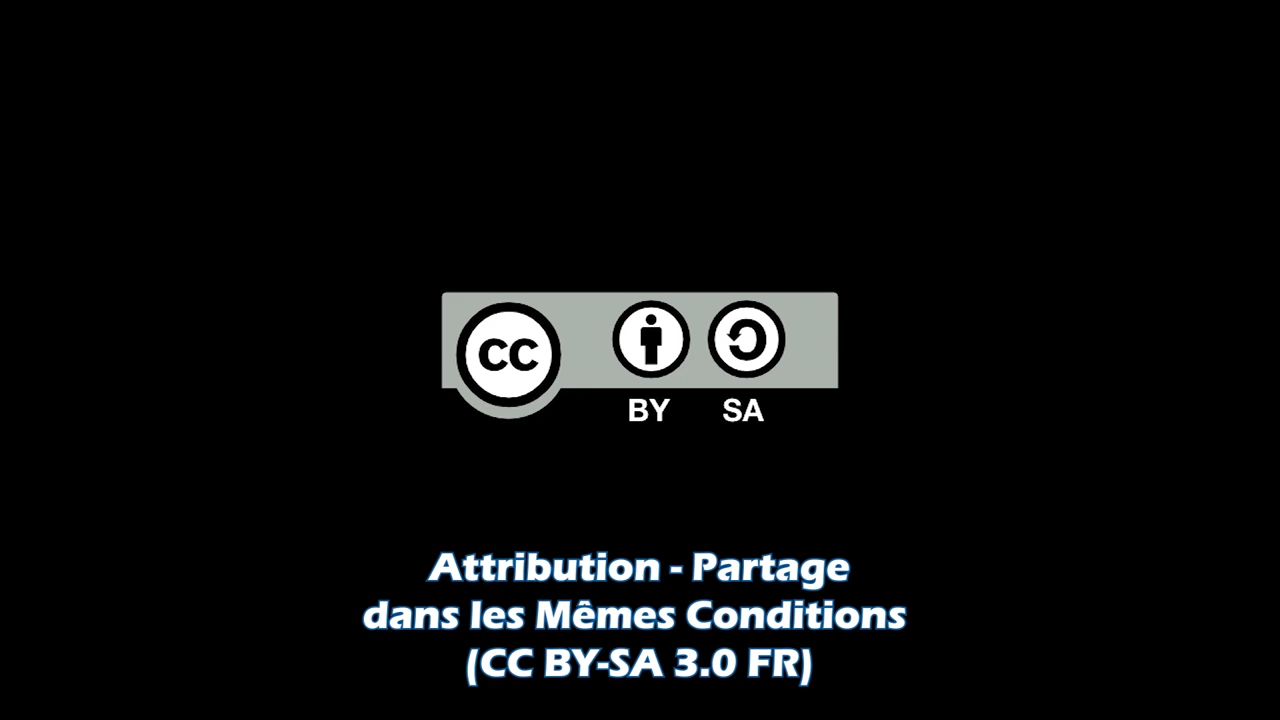 CC
BY SA
Attribution - Partage
dans les Mêmes Conditions
(CC BY-SA 3.0 FR)